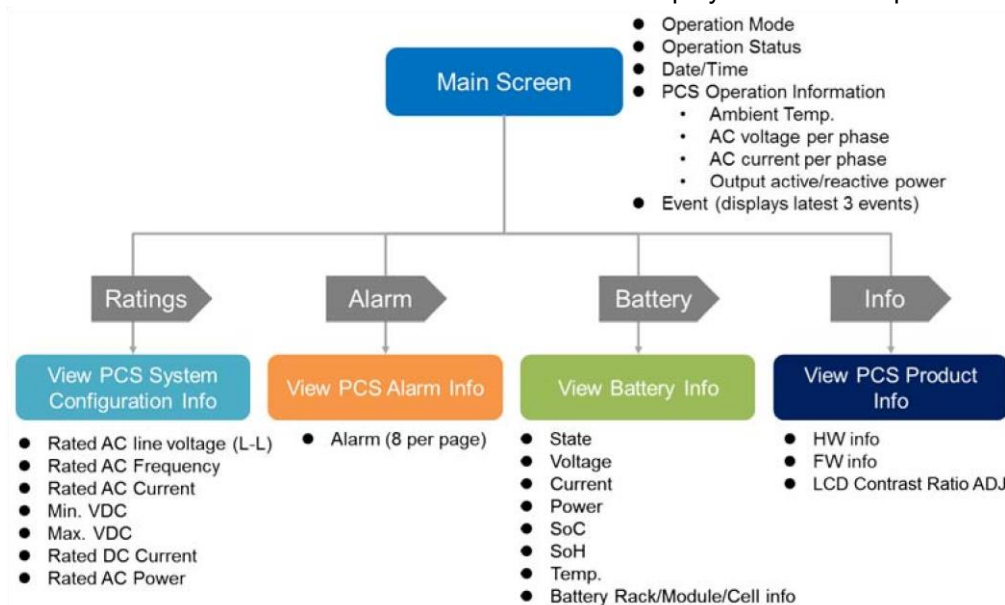 Main Screen
Operation Mode
Operation Status
Date/Time
PCS Operation Information
Ambient Temp.
AC voltage per phase
AC current per phase
Output active/reactive power
Event (displays latest 3 events)
Ratings
Alarm
Battery
Info
View PCS System
Configuration Info
Rated AC line voltage (L-L)
Rated AC Frequency
Rated AC Current
Min. VDC
Max. VDC
Rated DC Current
Rated AC Power
View PCS Alarm Info
Alarm (8 per page)
View Battery Info
State
Voltage
Current
Power
SoC
SoH
Temp.
Battery Rack/Module/Cell info
View PCS Product
Info
HW info
FW info
LCD Contrast Ratio ADJ